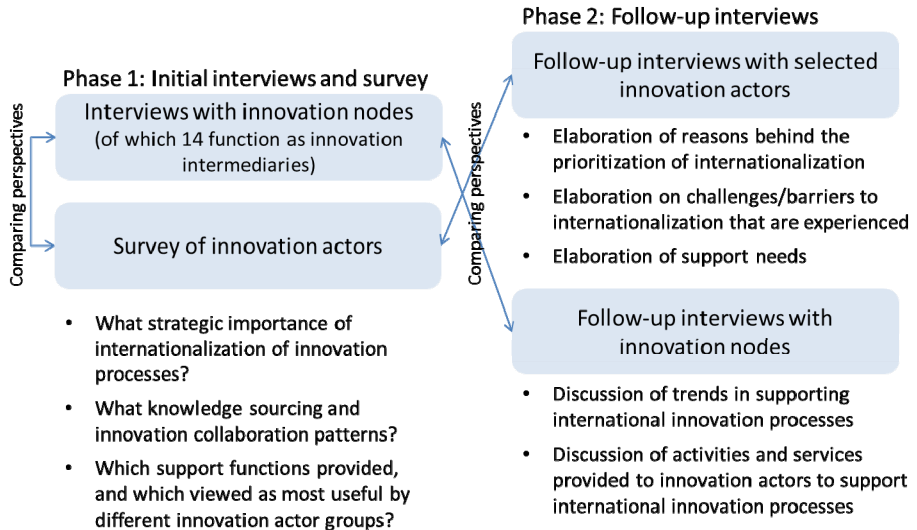 Phase 1: Initial interviews and survey
Comparing perspectives
Interviews with innovation nodes
(of which 14 function as innovation
intermediaries)
Survey of innovation actors
• What strategic importance of
internationalization of innovation
processes?
• What knowledge sourcing and
innovation collaboration patterns?
• Which support functions provided,
and which viewed as most useful by
different innovation actor groups?
Comparing perspectives
Phase 2: Follow-up interviews
Follow-up interviews with selected
innovation actors
• Elaboration of reasons behind the
prioritization of internationalization
• Elaboration on challenges/barriers to
internationalization that are experienced
• Elaboration of support needs
Follow-up interviews with
innovation nodes
• Discussion of trends in supporting
international innovation processes
• Discussion of activities and services
provided to innovation actors to support
international innovation processes